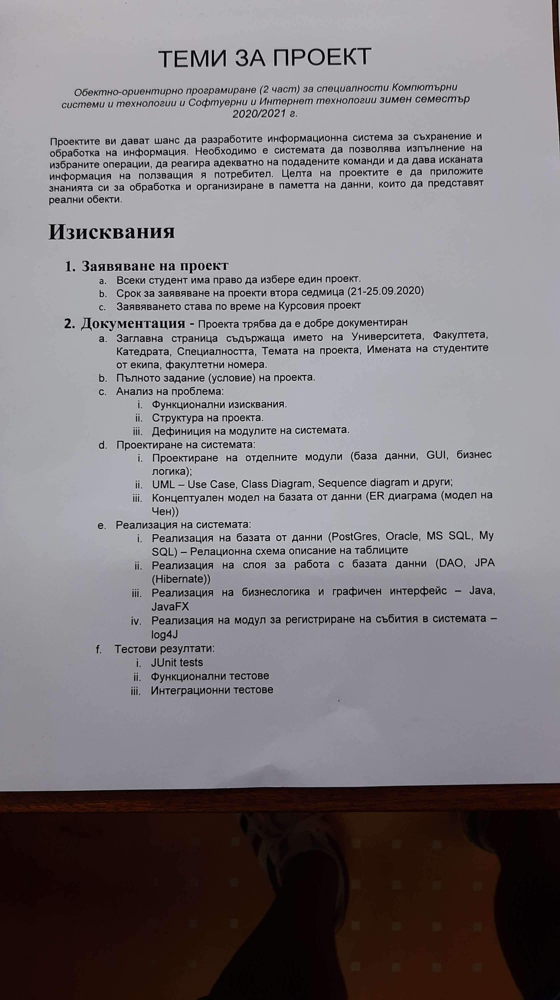 ТЕМИ ЗА ПРОЕКТ
Обектно-ориентирно програмиране (2 част) за специалности Компютърни
системи и технологии и Софтуерни и Интернет технологии зимен семестър
2020/2021 г.
Проектите ви дават шанс да разработите информационна система за съхранение и
обработка на информация. Необходимо е системата да позволява изпълнение на
избраните операции, да реагира адекватно на подадените команди и да дава исканата
информация на ползващия я потребител. Целта на проектите е да приложите
знанията си за обработка и организиране в паметта на данни, които да представят
реални обекти.
Изисквания
1. Заявяване на проект
a. Всеки студент има право да избере един проект.
b. Срок за заявяване на проекти втора седмица (21-25.09.2020)
c. Заявяването става по време на Курсовия проект
2. Документация - Проекта трябва да е добре документиран
a. Заглавна страница съдържаща името на Университета, Факултета,
Катедрата, Специалността, Темата на проекта, Имената на студентите
от екипа, факултетни номера.
b. Пълното задание (условие) на проекта.
c. Анализ на проблема:
i. Функционални изисквания.
ii. Структура на проекта.
iii. Дефиниция на модулите на системата.
d. Проектиране на системата:
i. Проектиране на отделните модули (база данни, GUI, бизнес
логика);
ii. UML – Use Case, Class Diagram, Sequence diagram и други;
iii. Концептуален модел на базата от данни (ER диаграма (модел на
Чен))
e. Реализация на системата:
i. Реализация на базата от данни (PostGres, Oracle, MS SQL, My
SQL) – Релационна схема описание на таблиците
ii. Реализация на слоя за работа с базата данни (DAO, JPA
(Hibernate))
iii. Реализация на бизнеслогика и графичен интерфейс – Java,
JavaFX
iv. Реализация на модул за регистриране на събития в системата –
log4J
f. Тестови резултати:
i. JUnit tests
ii. Функционални тестове
iii. Интеграционни тестове